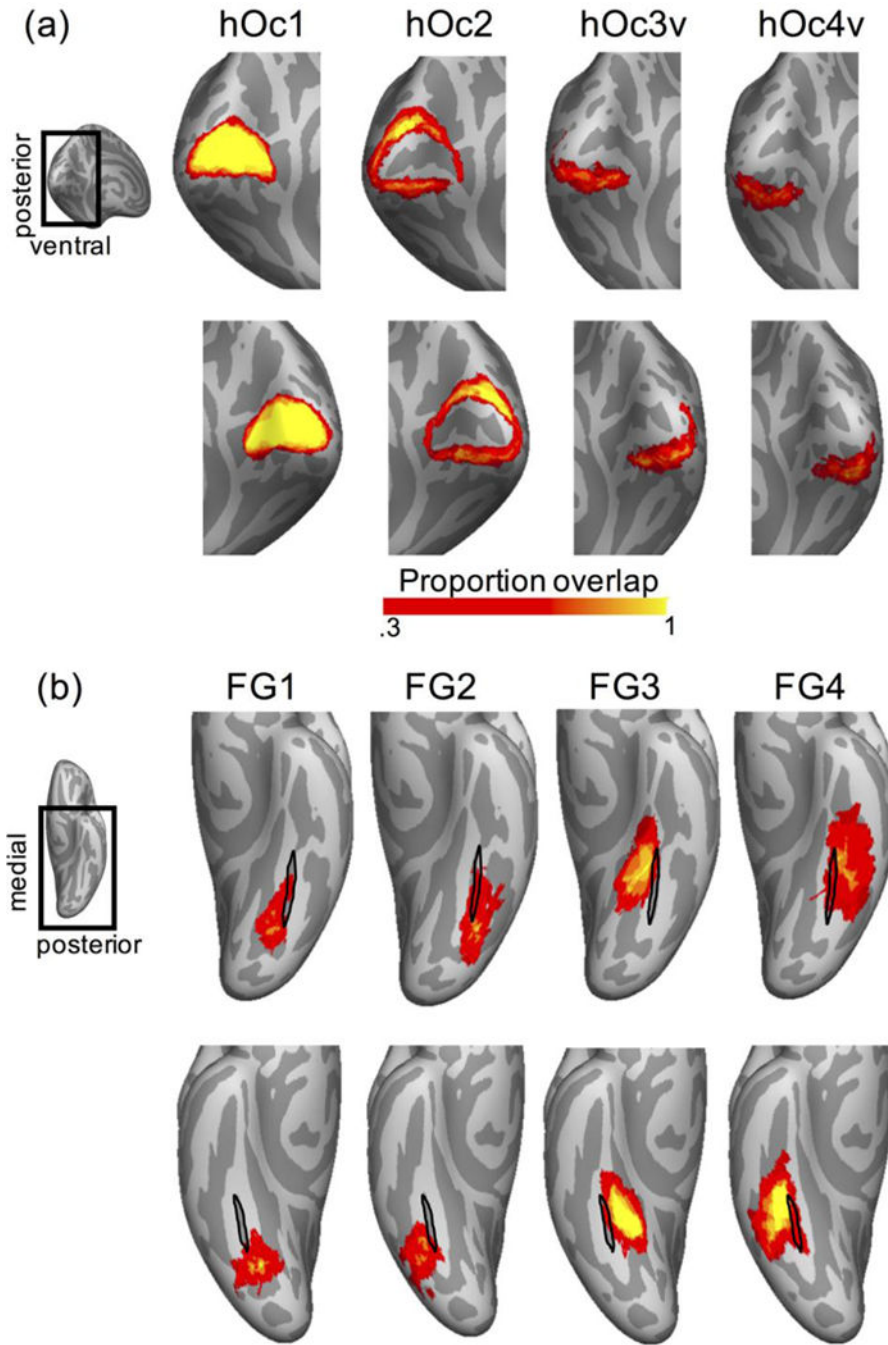 (a)
hOc1 hOc2 hOc3v hOc4v
posterior
ventral
Proportion overlap
.3 1
(b)
FG1 FG2 FG3 FG4
medial
posterior